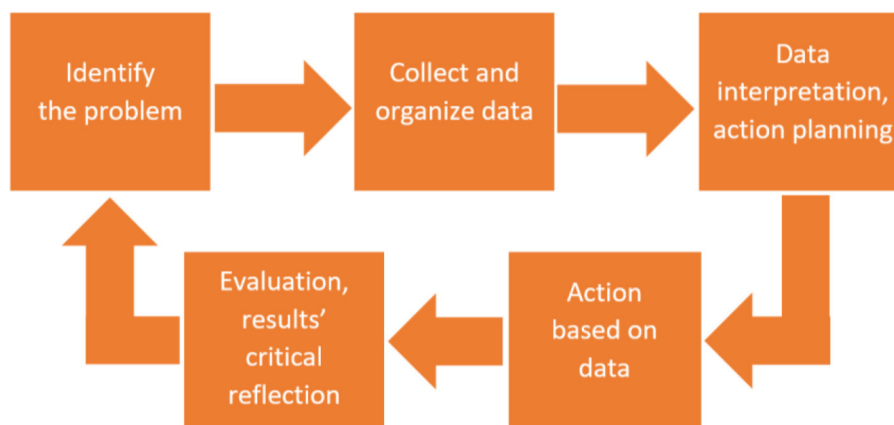 Identify
the problem
Collect and
organize data
Data
interpretation,
action planning
Action
based on
data
Evaluation,
results’
critical
reflection